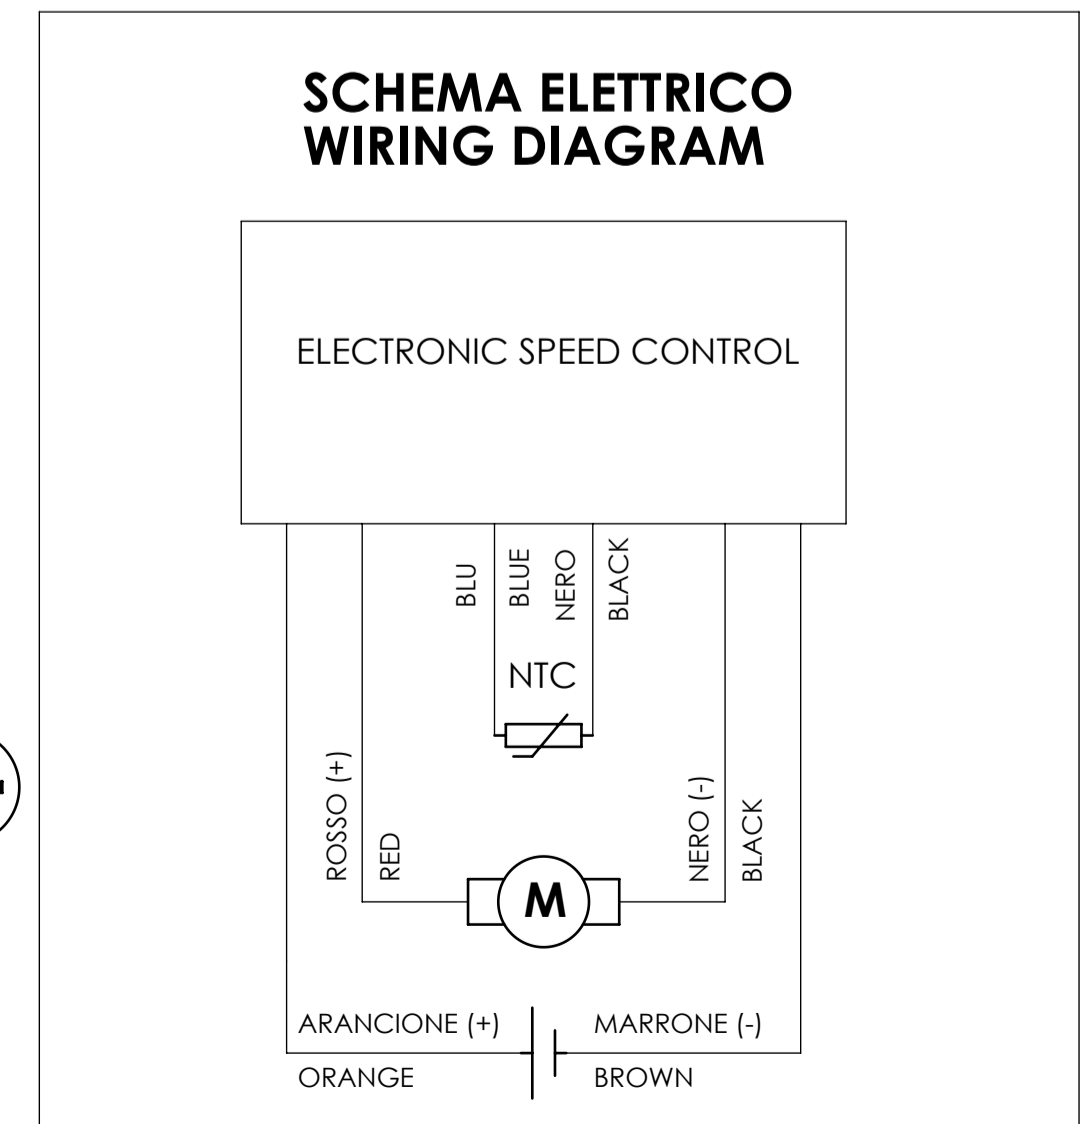 SCHEMA ELETTRICO
WIRING DIAGRAM
ELECTRONIC SPEED CONTROL
BLU
BLUE
NERO
BLACK
NTC
ROSSO (+)
RED
NERO (-)
BLACK
M
ARANCIONE (+)
MARRONE (-)
ORANGE
BROWN